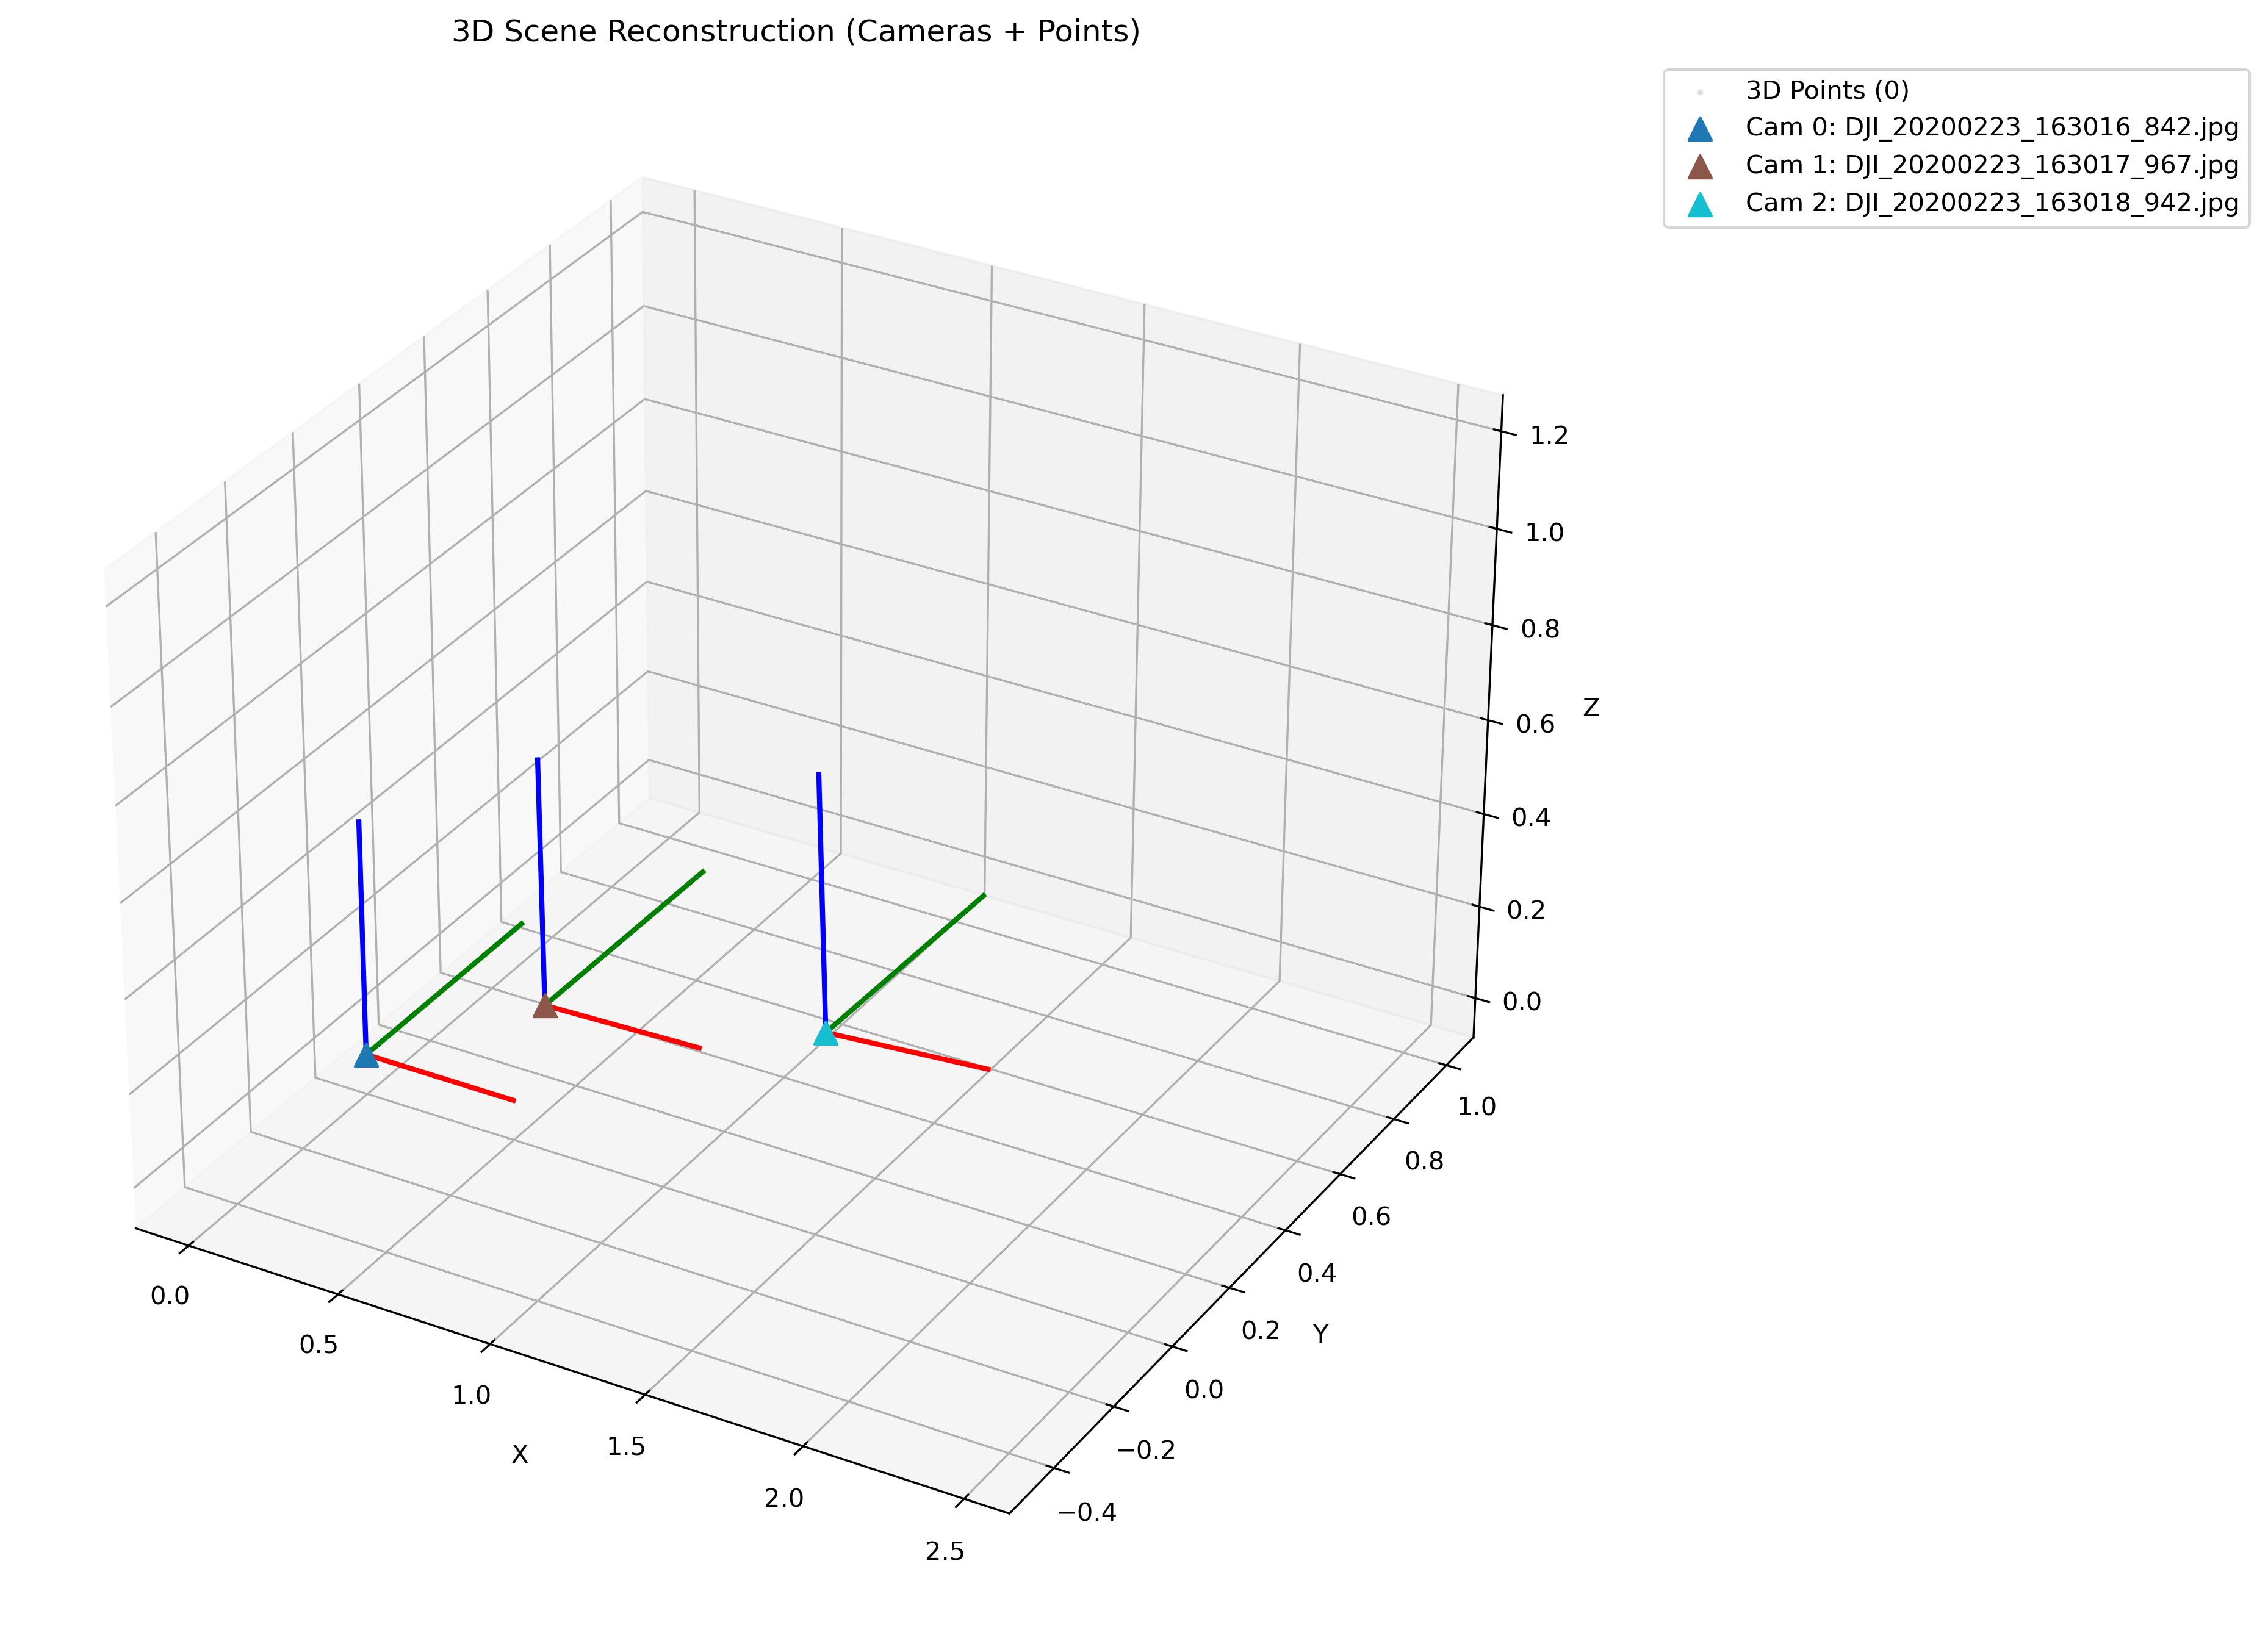 3D Scene Reconstruction (Cameras + Points)
3D Points (0)
Cam 0: DJI_20200223_163016_842.jpg
Cam 1: DJI_20200223_163017_967.jpg
Cam 2: DJI_20200223_163018_942.jpg
1.2
1.0
0.8
0.6
0.4
0.2
0.0
Z
1.0
0.8
0.6
0.4
0.2
0.0
−0.2
−0.4
Y
0.0
0.5
1.0
1.5
2.0
2.5
X